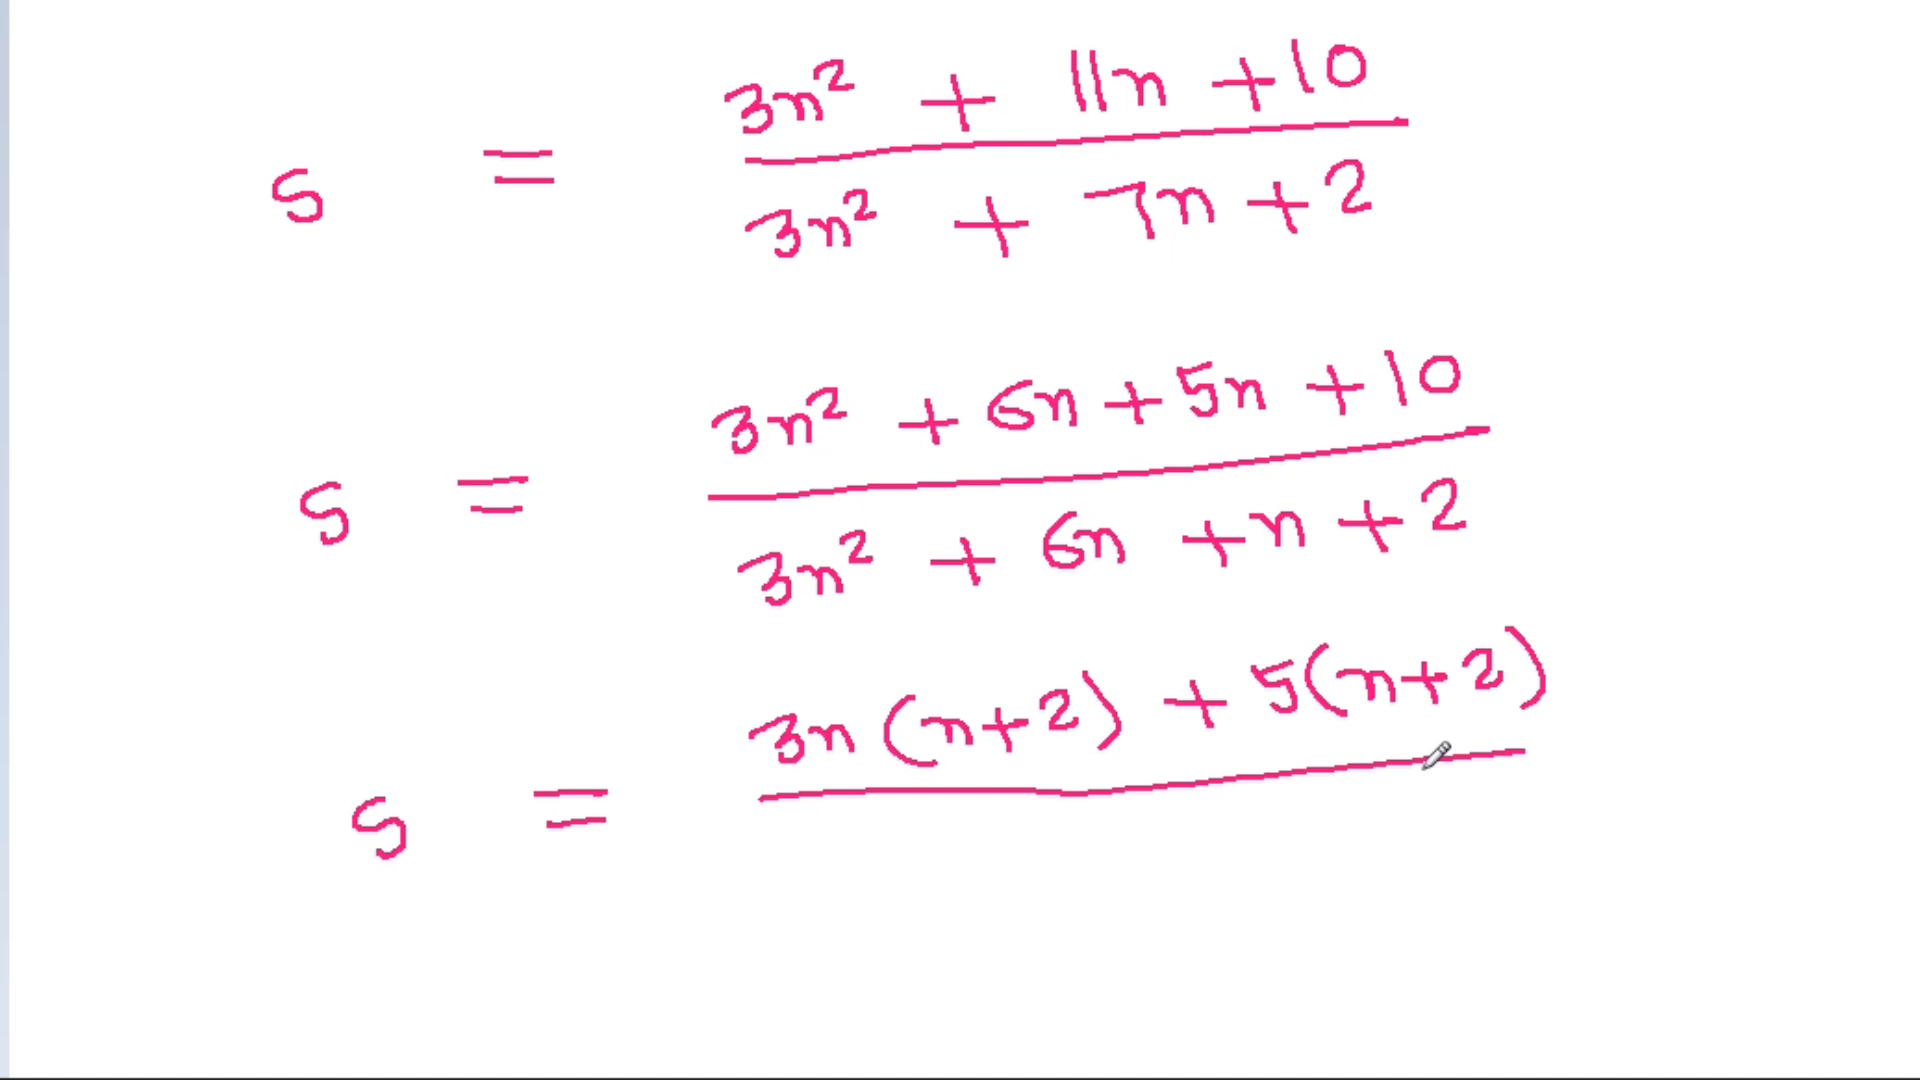 3n² + 11n + 10
S =
3n² + 7n + 2
3n² + 6n + 5n + 10
S =
3n² + 6n + n + 2
3n (n+2) + 5(n+2)
S =